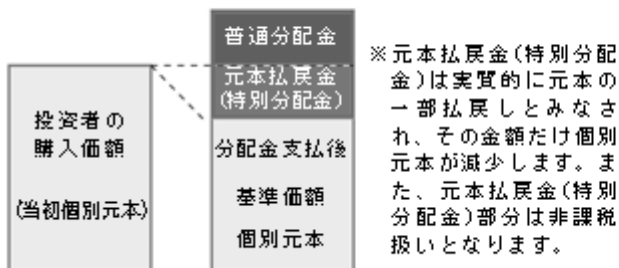 投資者の
購入価額
(当初個別元本)
普通分配金
元本払戻金
(特別分配金)
分配金支払後
基準価額
個別元本
※元本払戻金(特別分配
金)は実質的に元本の
一部払戻しとみなさ
れ、その金額だけ個別
元本が減少します。ま
た、元本払戻金(特別
分配金)部分は非課税
扱いとなります。